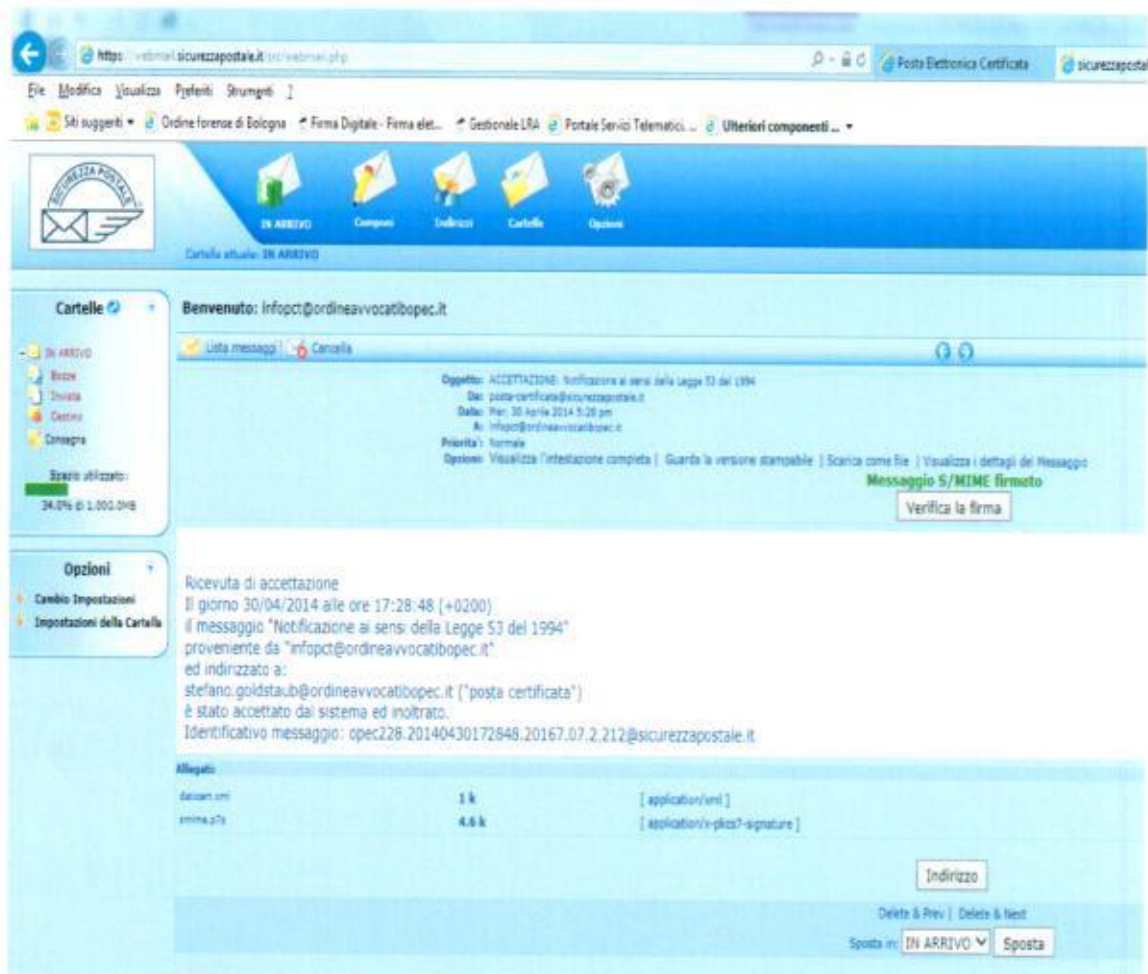 https://webmail.sicurezzapostale.it/src/webmail.php
Posta Elettronica Certificata
sicurezzapostal
File Modifica Visualizza Preferiti Strumenti ?
Siti suggeriti
Ordine forense di Bologna
Firma Digitale - Firma elet...
Gestionale LRA
Portale Servizi Telematici. ...
Ulteriori componenti ...
SICUREZZA POSTALE
IN ARRIVO
Componi
Indirizzi
Cartelle
Opzioni
Cartella attuale: IN ARRIVO
Cartelle
IN ARRIVO
Bozze
Inviata
Cestino
Consegna
Spazio utilizzato:
34.0% di 1,000.0MB
Opzioni
Cambio Impostazioni
Impostazioni della Cartella
Benvenuto: infopct@ordineavvocatibopec.it
Lista messaggi | Cancella
Oggetto: ACCETTAZIONE: Notificazione ai sensi della Legge 53 del 1994
Da: posta-certificata@sicurezzapostale.it
Data: Mer, 30 Aprile 2014 5:28 pm
A: infopct@ordineavvocatibopec.it
Priorita': Normale
Opzioni: Visualizza l'intestazione completa | Guarda la versione stampabile | Scarica come file | Visualizza i dettagli del Messaggio
Messaggio S/MIME firmato
Verifica la firma
Ricevuta di accettazione
Il giorno 30/04/2014 alle ore 17:28:48 (+0200)
il messaggio "Notificazione ai sensi della Legge 53 del 1994"
proveniente da "infopct@ordineavvocatibopec.it"
ed indirizzato a:
stefano.goldstaub@ordineavvocatibopec.it ("posta certificata")
è stato accettato dal sistema ed inoltrato.
Identificativo messaggio: opec228.20140430172848.20167.07.2.212@sicurezzapostale.it
Allegati:
daticert.xml 1 k [ application/xml ]
smime.p7s 4.6 k [ application/x-pkcs7-signature ]
Indirizzo
Delete & Prev | Delete & Next
Sposta in: IN ARRIVO Sposta